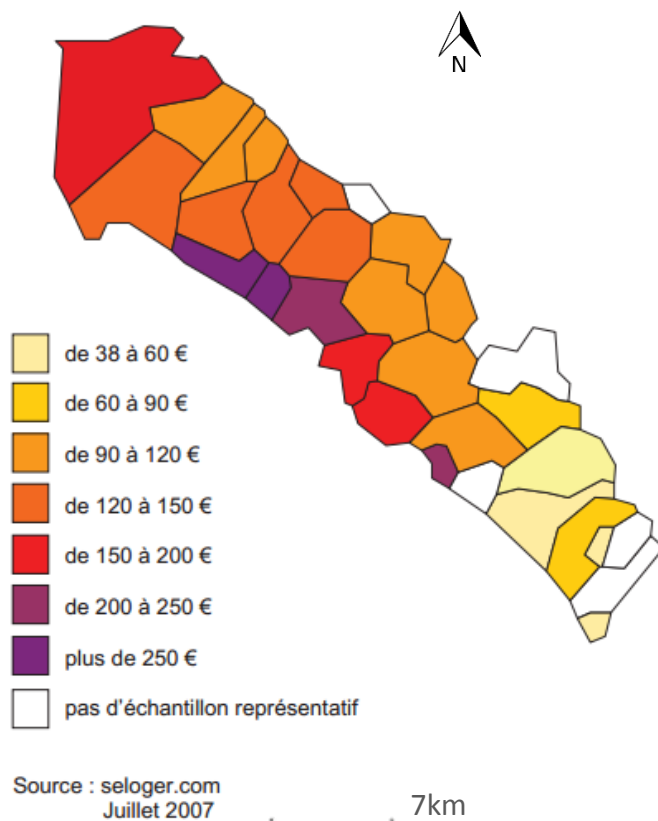 N
de 38 à 60 €
de 60 à 90 €
de 90 à 120 €
de 120 à 150 €
de 150 à 200 €
de 200 à 250 €
plus de 250 €
pas d'échantillon représentatif
Source : seloger.com
Juillet 2007
7km